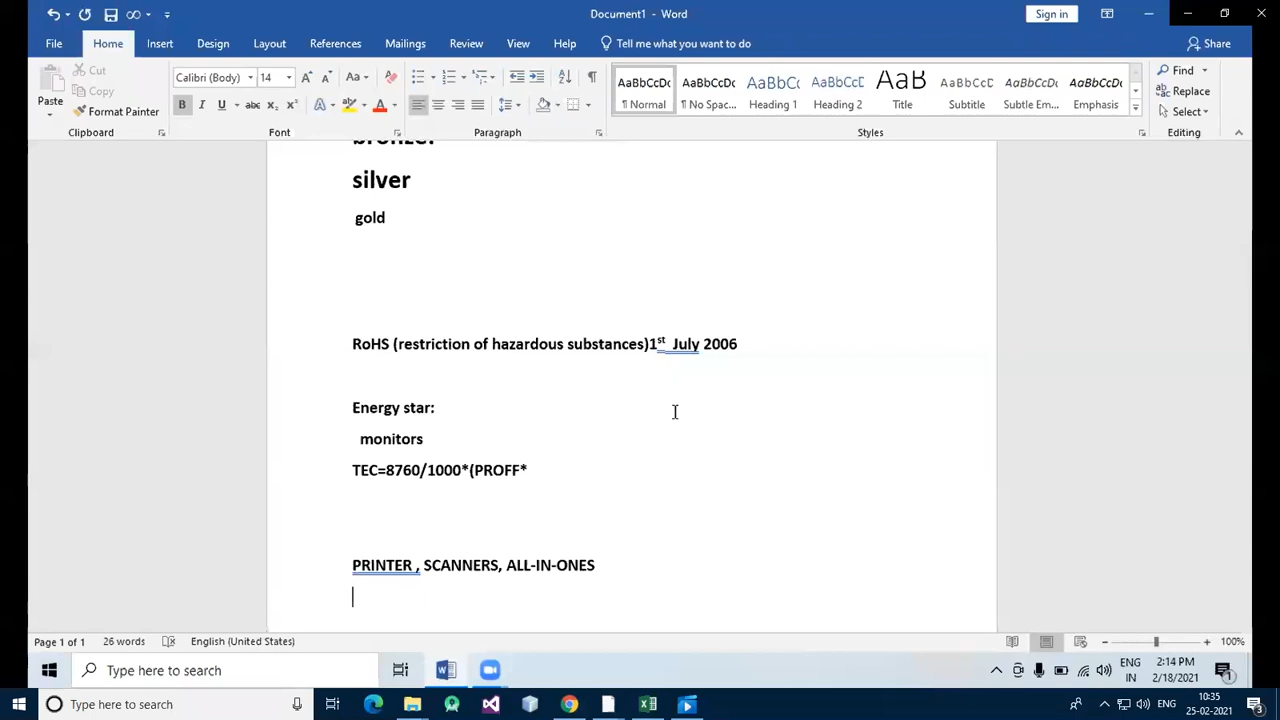 Document1 - Word
Sign in
File Home Insert Design Layout References Mailings Review View Help Tell me what you want to do Share
Cut
Copy
Paste
Format Painter
Calibri (Body) 14
Clipboard Font Paragraph Styles Editing
AaBbCcDc AaBbCcDc AaBbCc AaBbCcC AaB AaBbCcD AaBbCcDc AaBbCcDc
¶ Normal ¶ No Spac... Heading 1 Heading 2 Title Subtitle Subtle Em... Emphasis
Find
Replace
Select
bronze:
silver
gold
RoHS (restriction of hazardous substances)1st July 2006
Energy star:
monitors
TEC=8760/1000*(PROFF*
PRINTER , SCANNERS, ALL-IN-ONES
Page 1 of 1 26 words English (United States) 100%
Type here to search
ENG
IN
2:14 PM
2/18/2021
1
Type here to search
ENG
10:35
25-02-2021
3